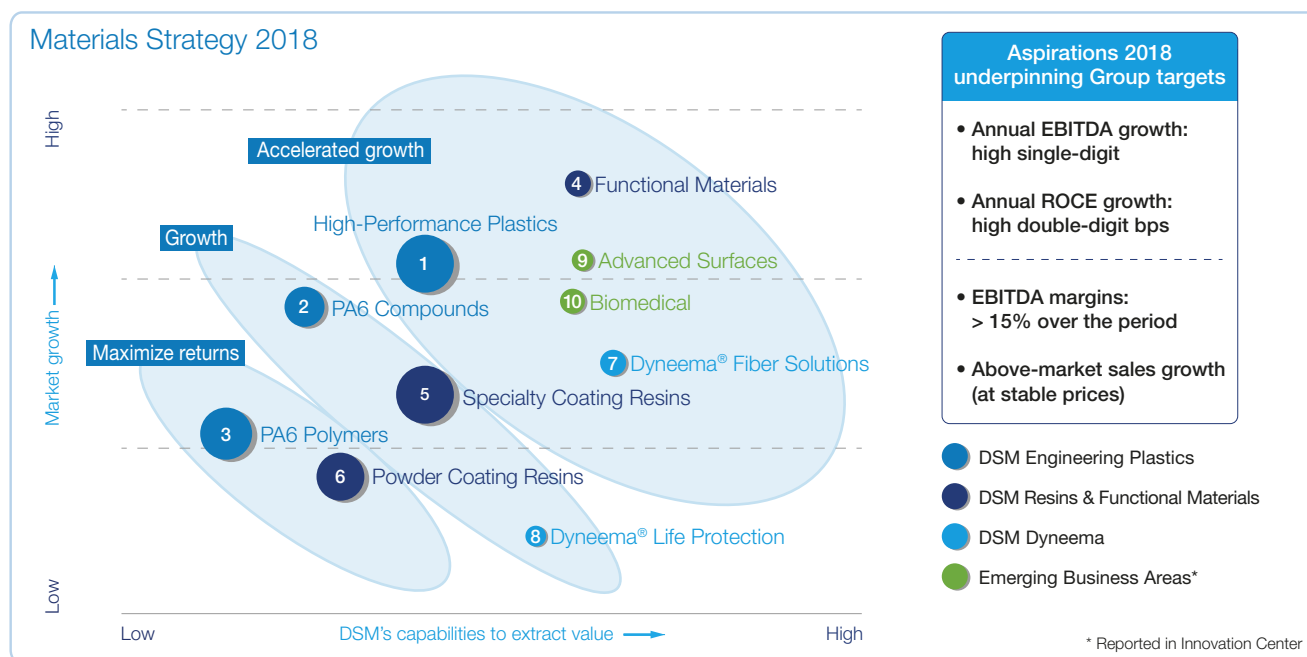 Materials Strategy 2018
High
Accelerated growth
4 Functional Materials
High-Performance Plastics
1
Growth
9 Advanced Surfaces
2 PA6 Compounds
10 Biomedical
Maximize returns
7 Dyneema® Fiber Solutions
5 Specialty Coating Resins
3 PA6 Polymers
6 Powder Coating Resins
8 Dyneema® Life Protection
Market growth →
Low
Low
DSM's capabilities to extract value →
High
Aspirations 2018
underpinning Group targets
• Annual EBITDA growth:
high single-digit
• Annual ROCE growth:
high double-digit bps
• EBITDA margins:
> 15% over the period
• Above-market sales growth
(at stable prices)
DSM Engineering Plastics
DSM Resins & Functional Materials
DSM Dyneema
Emerging Business Areas*
* Reported in Innovation Center